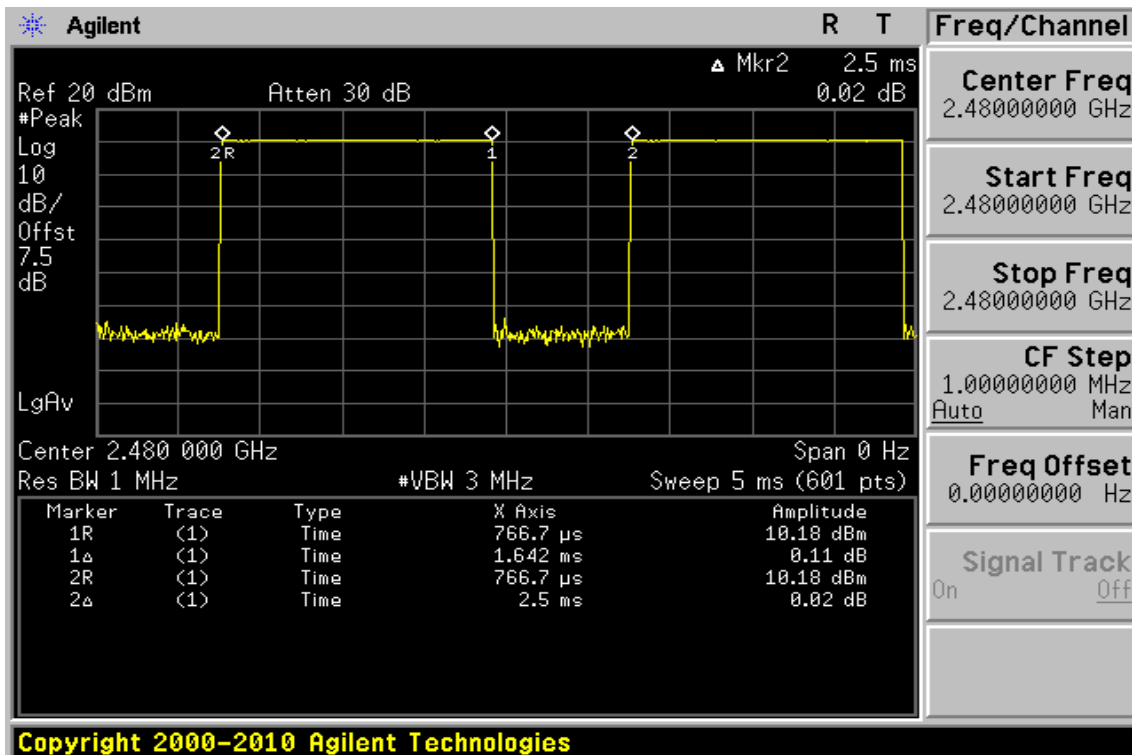 Agilent R T
Freq/Channel
▵ Mkr2 2.5 ms
Ref 20 dBm Atten 30 dB 0.02 dB
#Peak
Log
10
dB/
Offst
7.5
dB
LgAv
2R
1
2
Center 2.480 000 GHz Span 0 Hz
Res BW 1 MHz #VBW 3 MHz Sweep 5 ms (601 pts)
Marker Trace Type X Axis Amplitude
1R (1) Time 766.7 µs 10.18 dBm
1▵ (1) Time 1.642 ms 0.11 dB
2R (1) Time 766.7 µs 10.18 dBm
2▵ (1) Time 2.5 ms 0.02 dB
Center Freq
2.48000000 GHz
Start Freq
2.48000000 GHz
Stop Freq
2.48000000 GHz
CF Step
1.00000000 MHz
Auto Man
Freq Offset
0.00000000 Hz
Signal Track
On Off
Copyright 2000-2010 Agilent Technologies